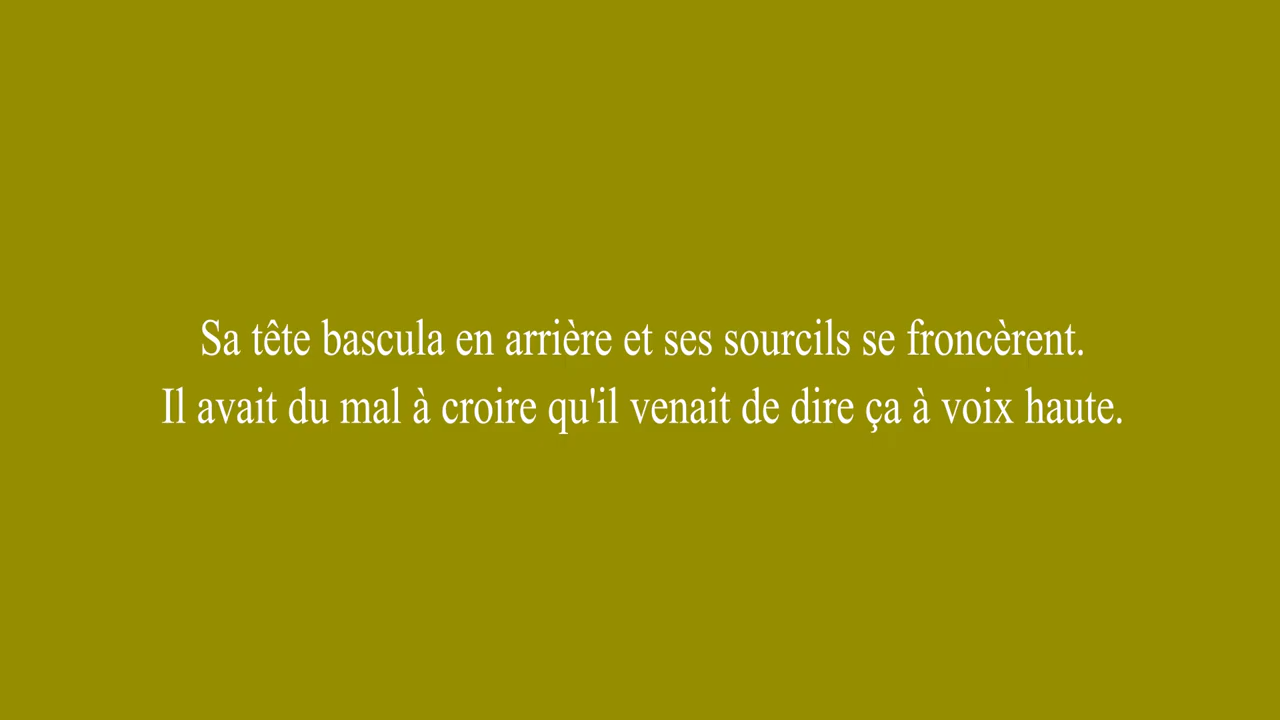 Sa tête bascula en arrière et ses sourcils se froncèrent.
Il avait du mal à croire qu'il venait de dire ça à voix haute.